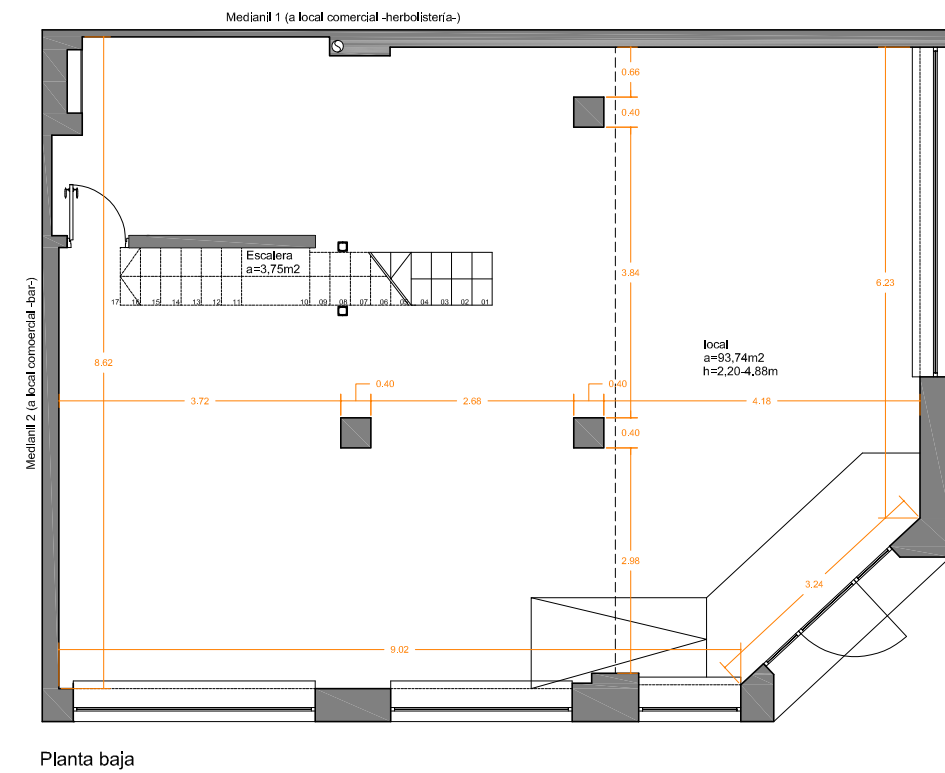 Medianil 1 (a local comercial -herbolistería-)
0.66
0.40
Escalera
a=3,75m2
17 16 15 14 13 12 11 10 09 08 07 06 05 04 03 02 01
3.84
6.23
Medianil 2 (a local comoercial -bar-)
local
a=93,74m2
h=2,20-4.88m
8.62
0.40
0.40
3.72
2.68
4.18
0.40
2.98
3.24
9.02
Planta baja